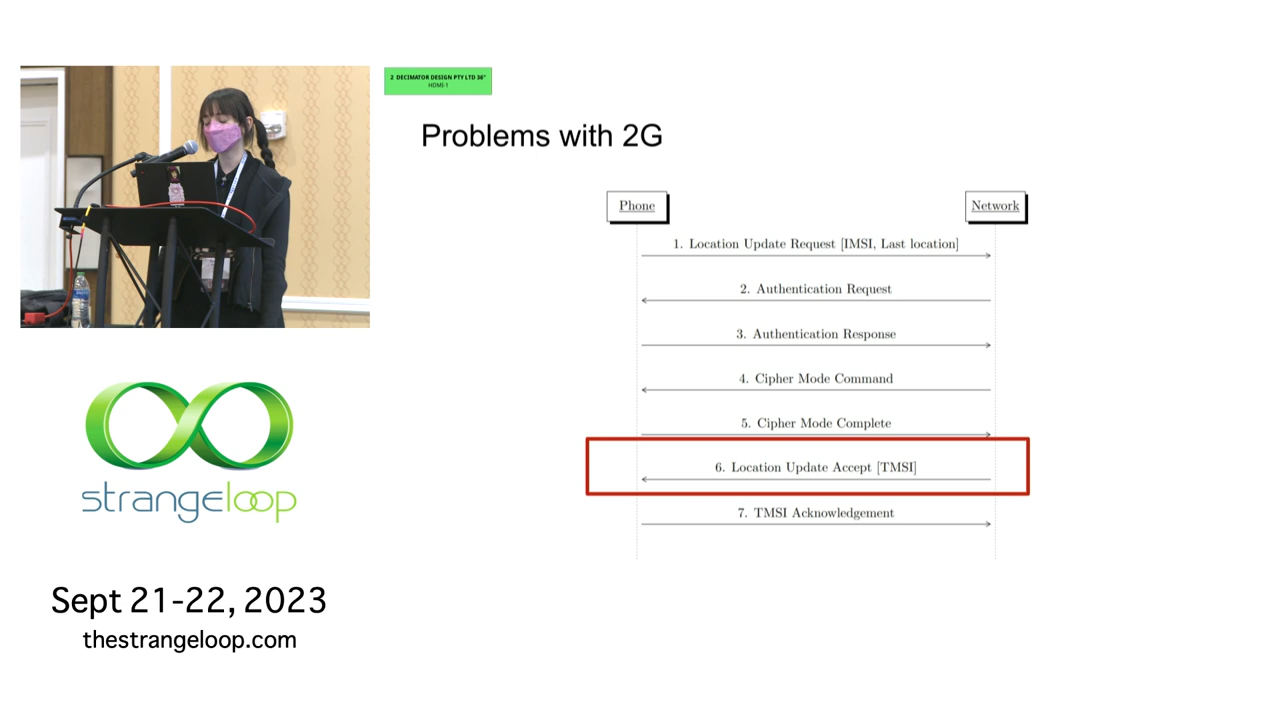 2 DECIMATOR DESIGN PTY LTD 36"
HDMI-1
Problems with 2G
Phone
Network
1. Location Update Request [IMSI, Last location]
2. Authentication Request
3. Authentication Response
4. Cipher Mode Command
5. Cipher Mode Complete
6. Location Update Accept [TMSI]
7. TMSI Acknowledgement
strangeloop
Sept 21-22, 2023
thestrangeloop.com